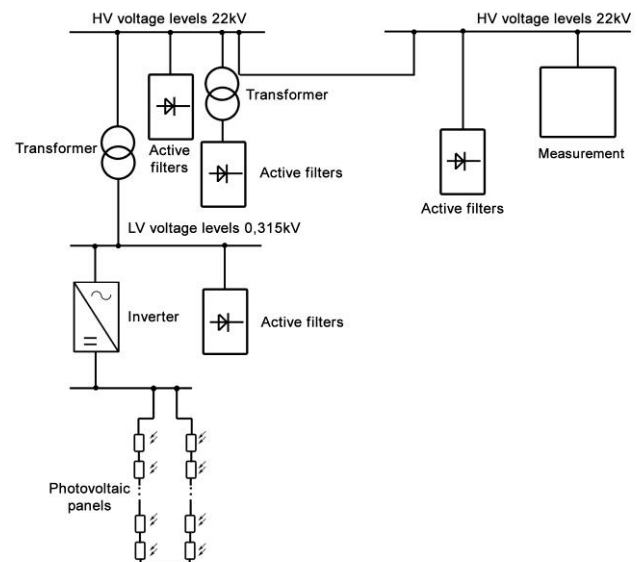 HV voltage levels 22kV
HV voltage levels 22kV
Transformer
Transformer
Active
filters
Measurement
Active filters
Active filters
LV voltage levels 0,315kV
Inverter
Active filters
Photovoltaic
panels